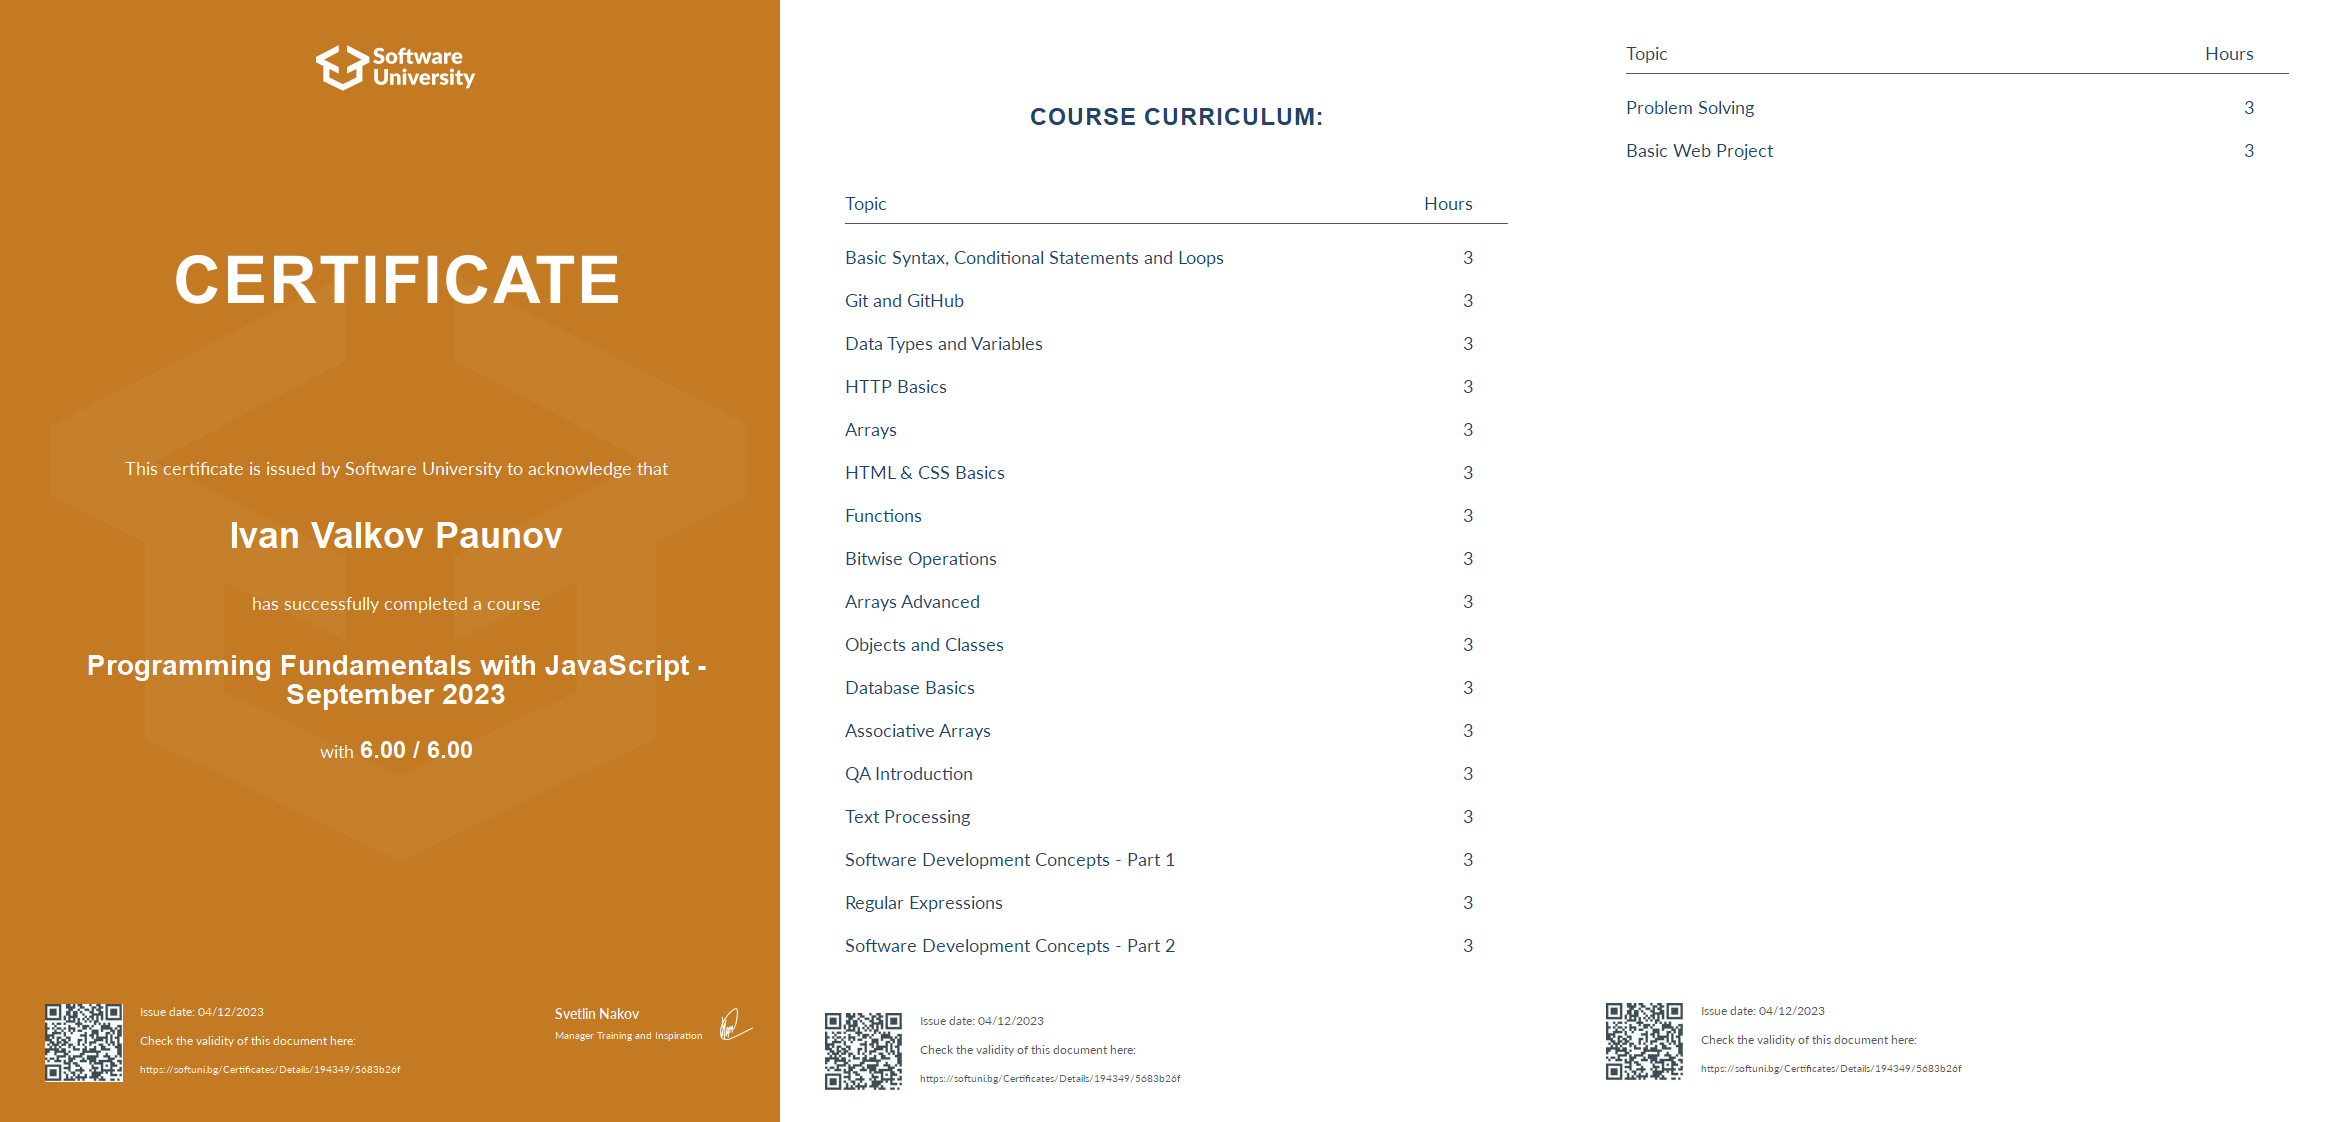 Software
University
CERTIFICATE
This certificate is issued by Software University to acknowledge that
Ivan Valkov Paunov
has successfully completed a course
Programming Fundamentals with JavaScript -
September 2023
with 6.00 / 6.00
Issue date: 04/12/2023
Check the validity of this document here:
https://softuni.bg/Certificates/Details/194349/5683b26f
Svetlin Nakov
Manager Training and Inspiration
COURSE CURRICULUM:
Topic Hours
Basic Syntax, Conditional Statements and Loops 3
Git and GitHub 3
Data Types and Variables 3
HTTP Basics 3
Arrays 3
HTML & CSS Basics 3
Functions 3
Bitwise Operations 3
Arrays Advanced 3
Objects and Classes 3
Database Basics 3
Associative Arrays 3
QA Introduction 3
Text Processing 3
Software Development Concepts - Part 1 3
Regular Expressions 3
Software Development Concepts - Part 2 3
Issue date: 04/12/2023
Check the validity of this document here:
https://softuni.bg/Certificates/Details/194349/5683b26f
Topic Hours
Problem Solving 3
Basic Web Project 3
Issue date: 04/12/2023
Check the validity of this document here:
https://softuni.bg/Certificates/Details/194349/5683b26f